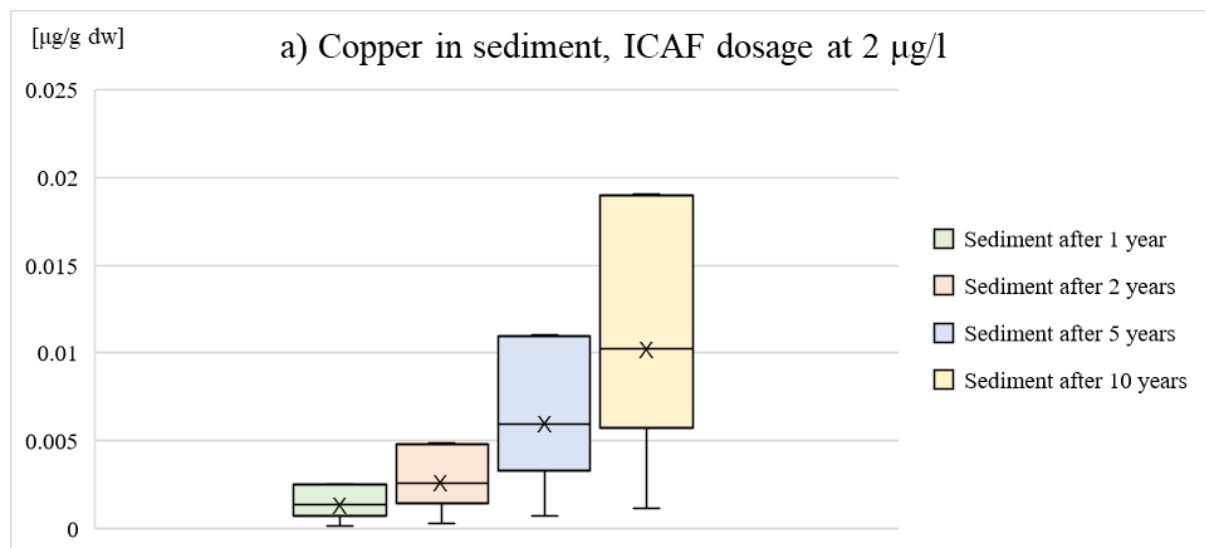 [µg/g dw]
a) Copper in sediment, ICAF dosage at 2 µg/l
0.025
0.02
0.015
0.01
0.005
0
Sediment after 1 year
Sediment after 2 years
Sediment after 5 years
Sediment after 10 years